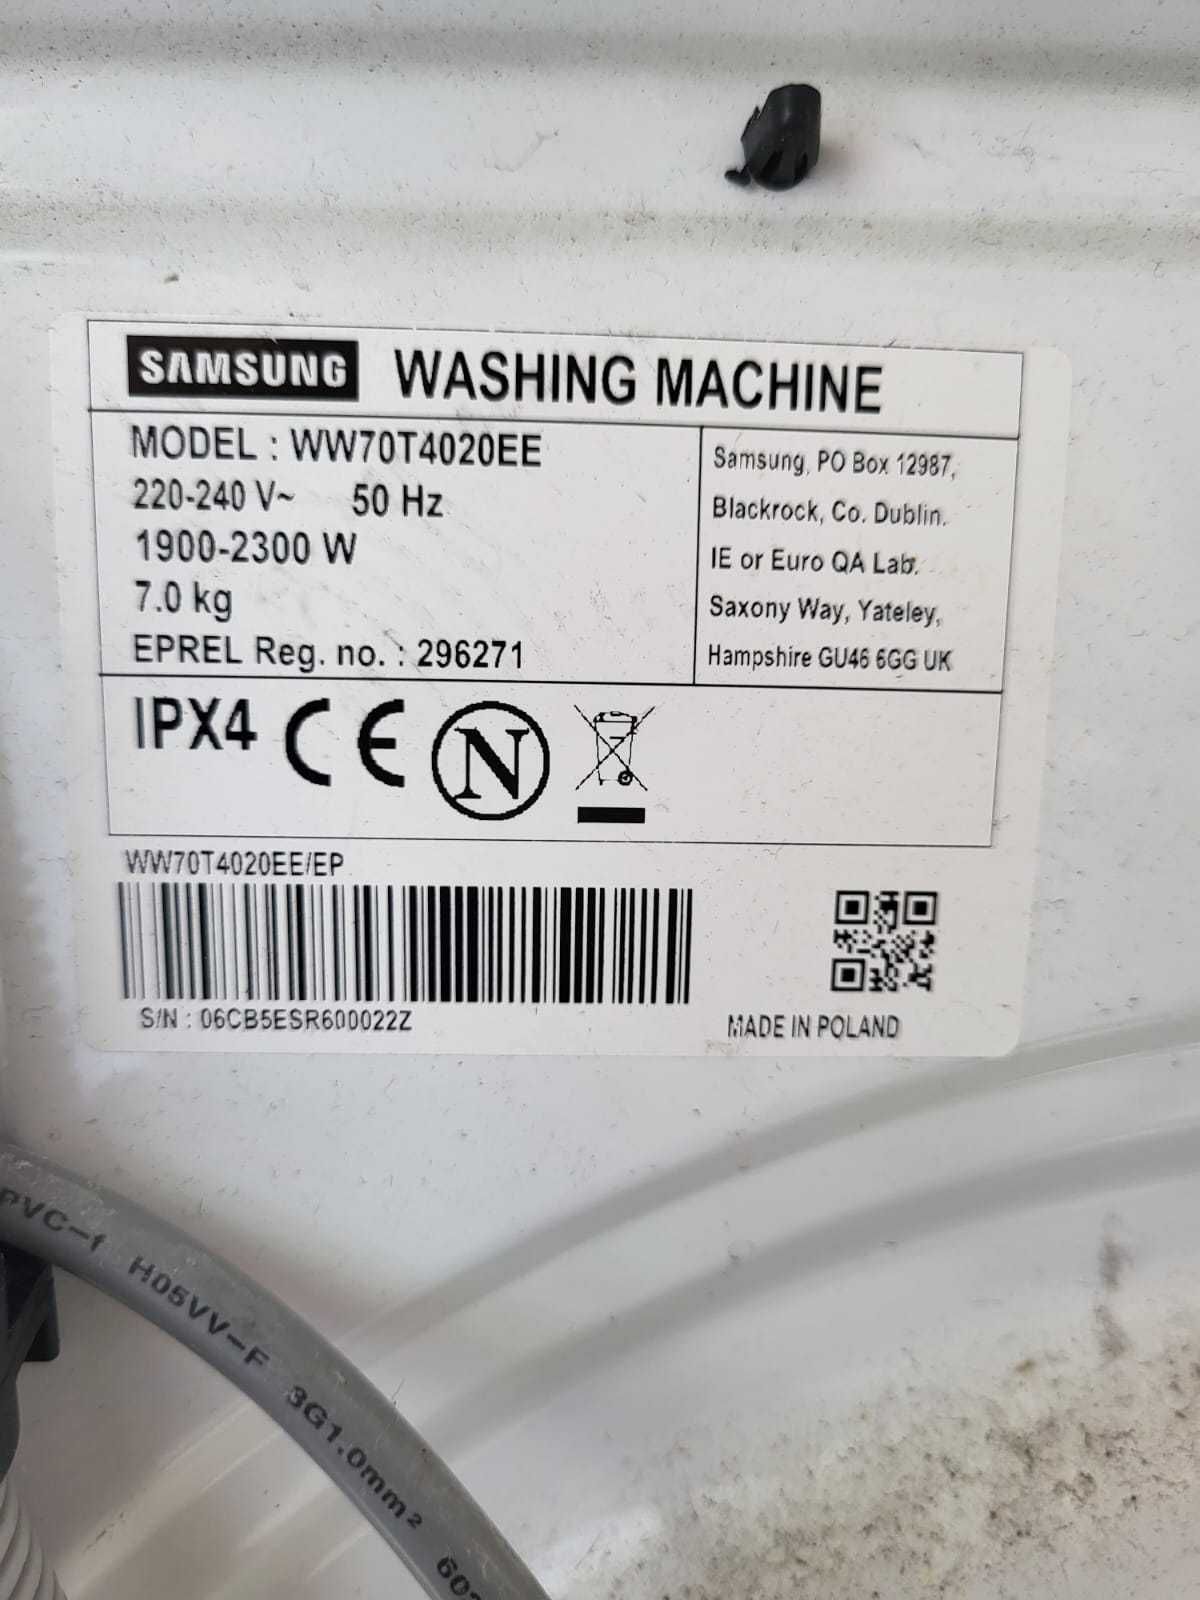 SAMSUNG WASHING MACHINE
MODEL : WW70T4020EE
220-240 V~ 50 Hz
1900-2300 W
7.0 kg
EPREL Reg. no. : 296271
Samsung, PO Box 12987,
Blackrock, Co. Dublin.
IE or Euro QA Lab.
Saxony Way, Yateley,
Hampshire GU46 6GG UK
IPX4 CE N
WW70T4020EE/EP
S/N : 06CB5ESR600022Z
MADE IN POLAND
PVC-f H05VV-F 3G1.0mm²